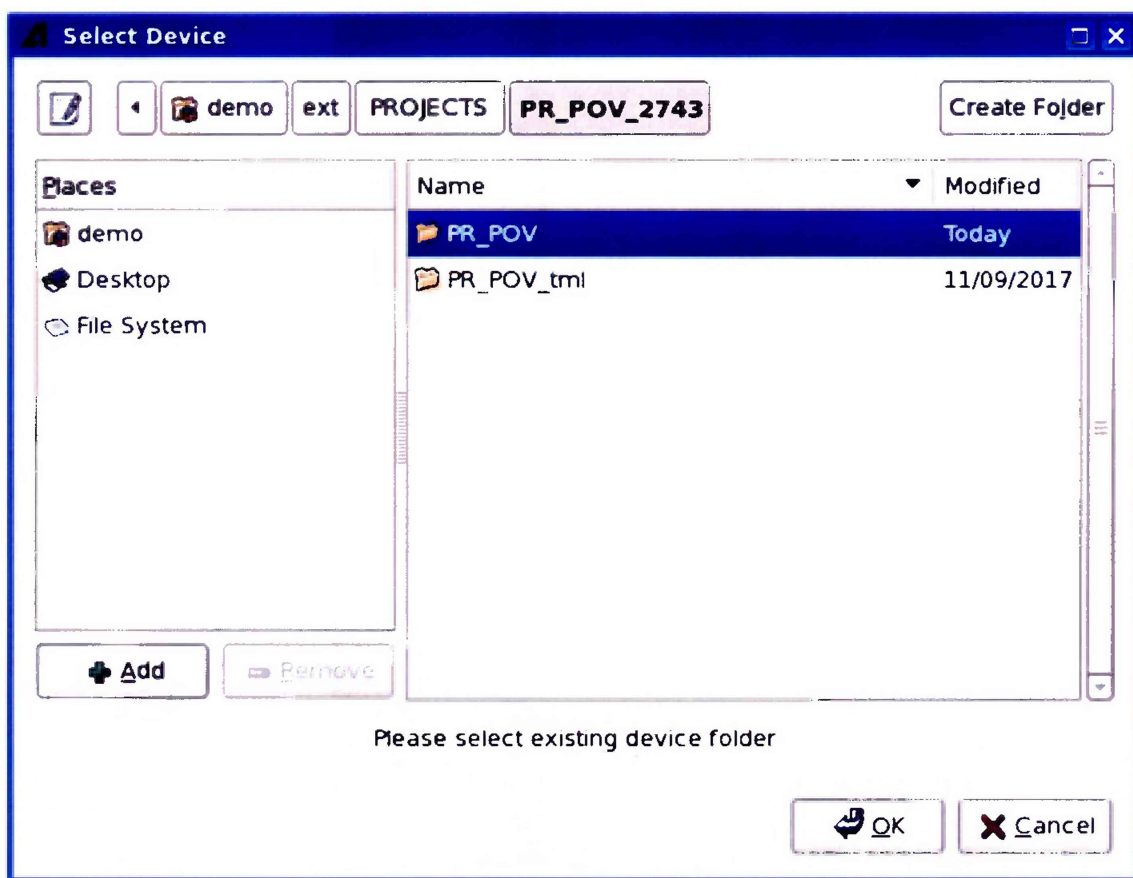 Select Device
demo ext PROJECTS PR_POV_2743 Create Folder
Places Name Modified
demo PR_POV Today
Desktop PR_POV_tml 11/09/2017
File System
Add Remove
Please select existing device folder
OK Cancel